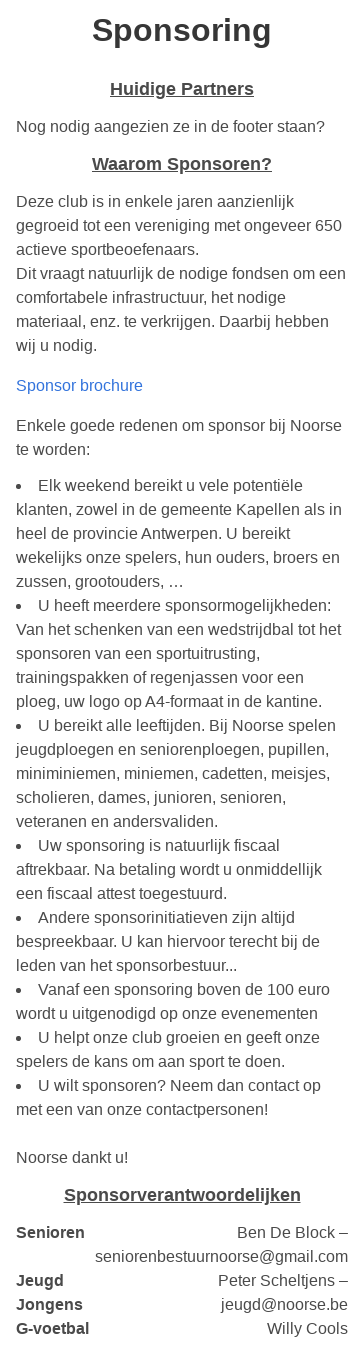 Sponsoring
Huidige Partners
Nog nodig aangezien ze in de footer staan?
Waarom Sponsoren?
Deze club is in enkele jaren aanzienlijk
gegroeid tot een vereniging met ongeveer 650
actieve sportbeoefenaars.
Dit vraagt natuurlijk de nodige fondsen om een
comfortabele infrastructuur, het nodige
materiaal, enz. te verkrijgen. Daarbij hebben
wij u nodig.
Sponsor brochure
Enkele goede redenen om sponsor bij Noorse
te worden:
• Elk weekend bereikt u vele potentiële
klanten, zowel in de gemeente Kapellen als in
heel de provincie Antwerpen. U bereikt
wekelijks onze spelers, hun ouders, broers en
zussen, grootouders, …
• U heeft meerdere sponsormogelijkheden:
Van het schenken van een wedstrijdbal tot het
sponsoren van een sportuitrusting,
trainingspakken of regenjassen voor een
ploeg, uw logo op A4-formaat in de kantine.
• U bereikt alle leeftijden. Bij Noorse spelen
jeugdploegen en seniorenploegen, pupillen,
miniminiemen, miniemen, cadetten, meisjes,
scholieren, dames, junioren, senioren,
veteranen en andersvaliden.
• Uw sponsoring is natuurlijk fiscaal
aftrekbaar. Na betaling wordt u onmiddellijk
een fiscaal attest toegestuurd.
• Andere sponsorinitiatieven zijn altijd
bespreekbaar. U kan hiervoor terecht bij de
leden van het sponsorbestuur...
• Vanaf een sponsoring boven de 100 euro
wordt u uitgenodigd op onze evenementen
• U helpt onze club groeien en geeft onze
spelers de kans om aan sport te doen.
• U wilt sponsoren? Neem dan contact op
met een van onze contactpersonen!
Noorse dankt u!
Sponsorverantwoordelijken
Senioren Ben De Block –
seniorenbestuurnoorse@gmail.com
Jeugd Peter Scheltjens –
Jongens jeugd@noorse.be
G-voetbal Willy Cools